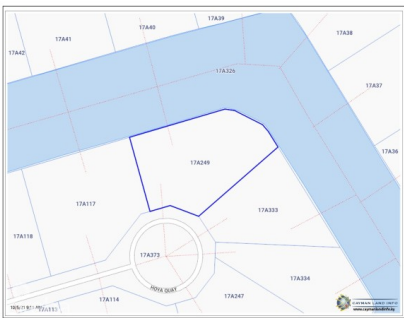 17A39
17A40
17A41
17A38
17A42
17A326
17A37
17A36
17A249
17A117
17A333
17A118
17A373
17A334
HOYA QUAY
17A114
17A247
CAYMAN LAND INFO
www.caymanlandinfo.ky